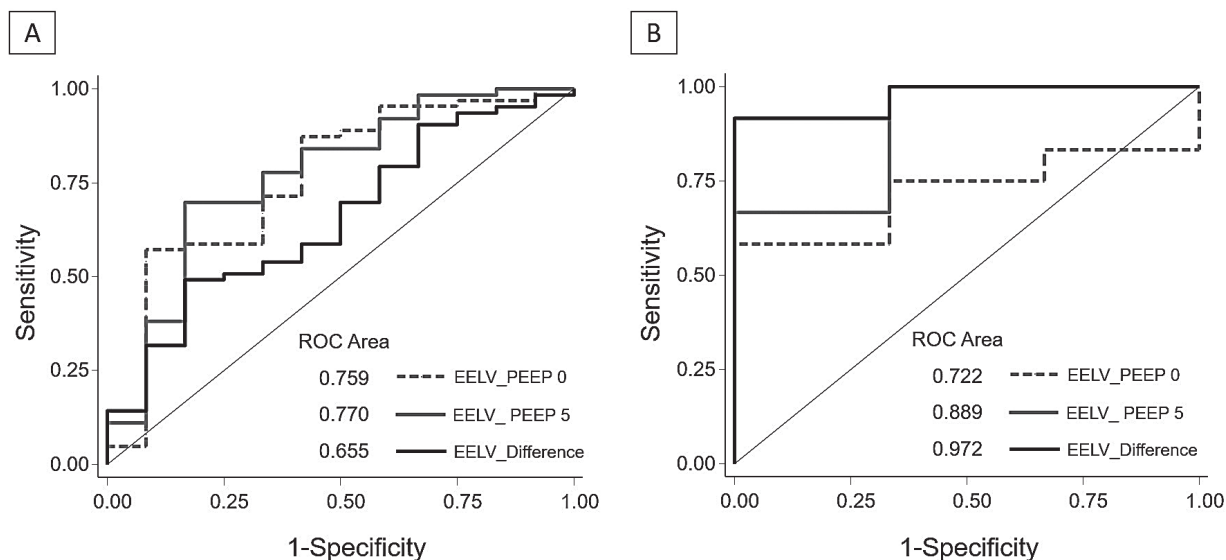 A
Sensitivity
1.00
0.75
0.50
0.25
0.00
ROC Area
0.759 EELV_PEEP 0
0.770 EELV_ PEEP 5
0.655 EELV_Difference
0.00 0.25 0.50 0.75 1.00
1-Specificity
B
Sensitivity
1.00
0.75
0.50
0.25
0.00
ROC Area
0.722 EELV_PEEP 0
0.889 EELV_ PEEP 5
0.972 EELV_Difference
0.00 0.25 0.50 0.75 1.00
1-Specificity